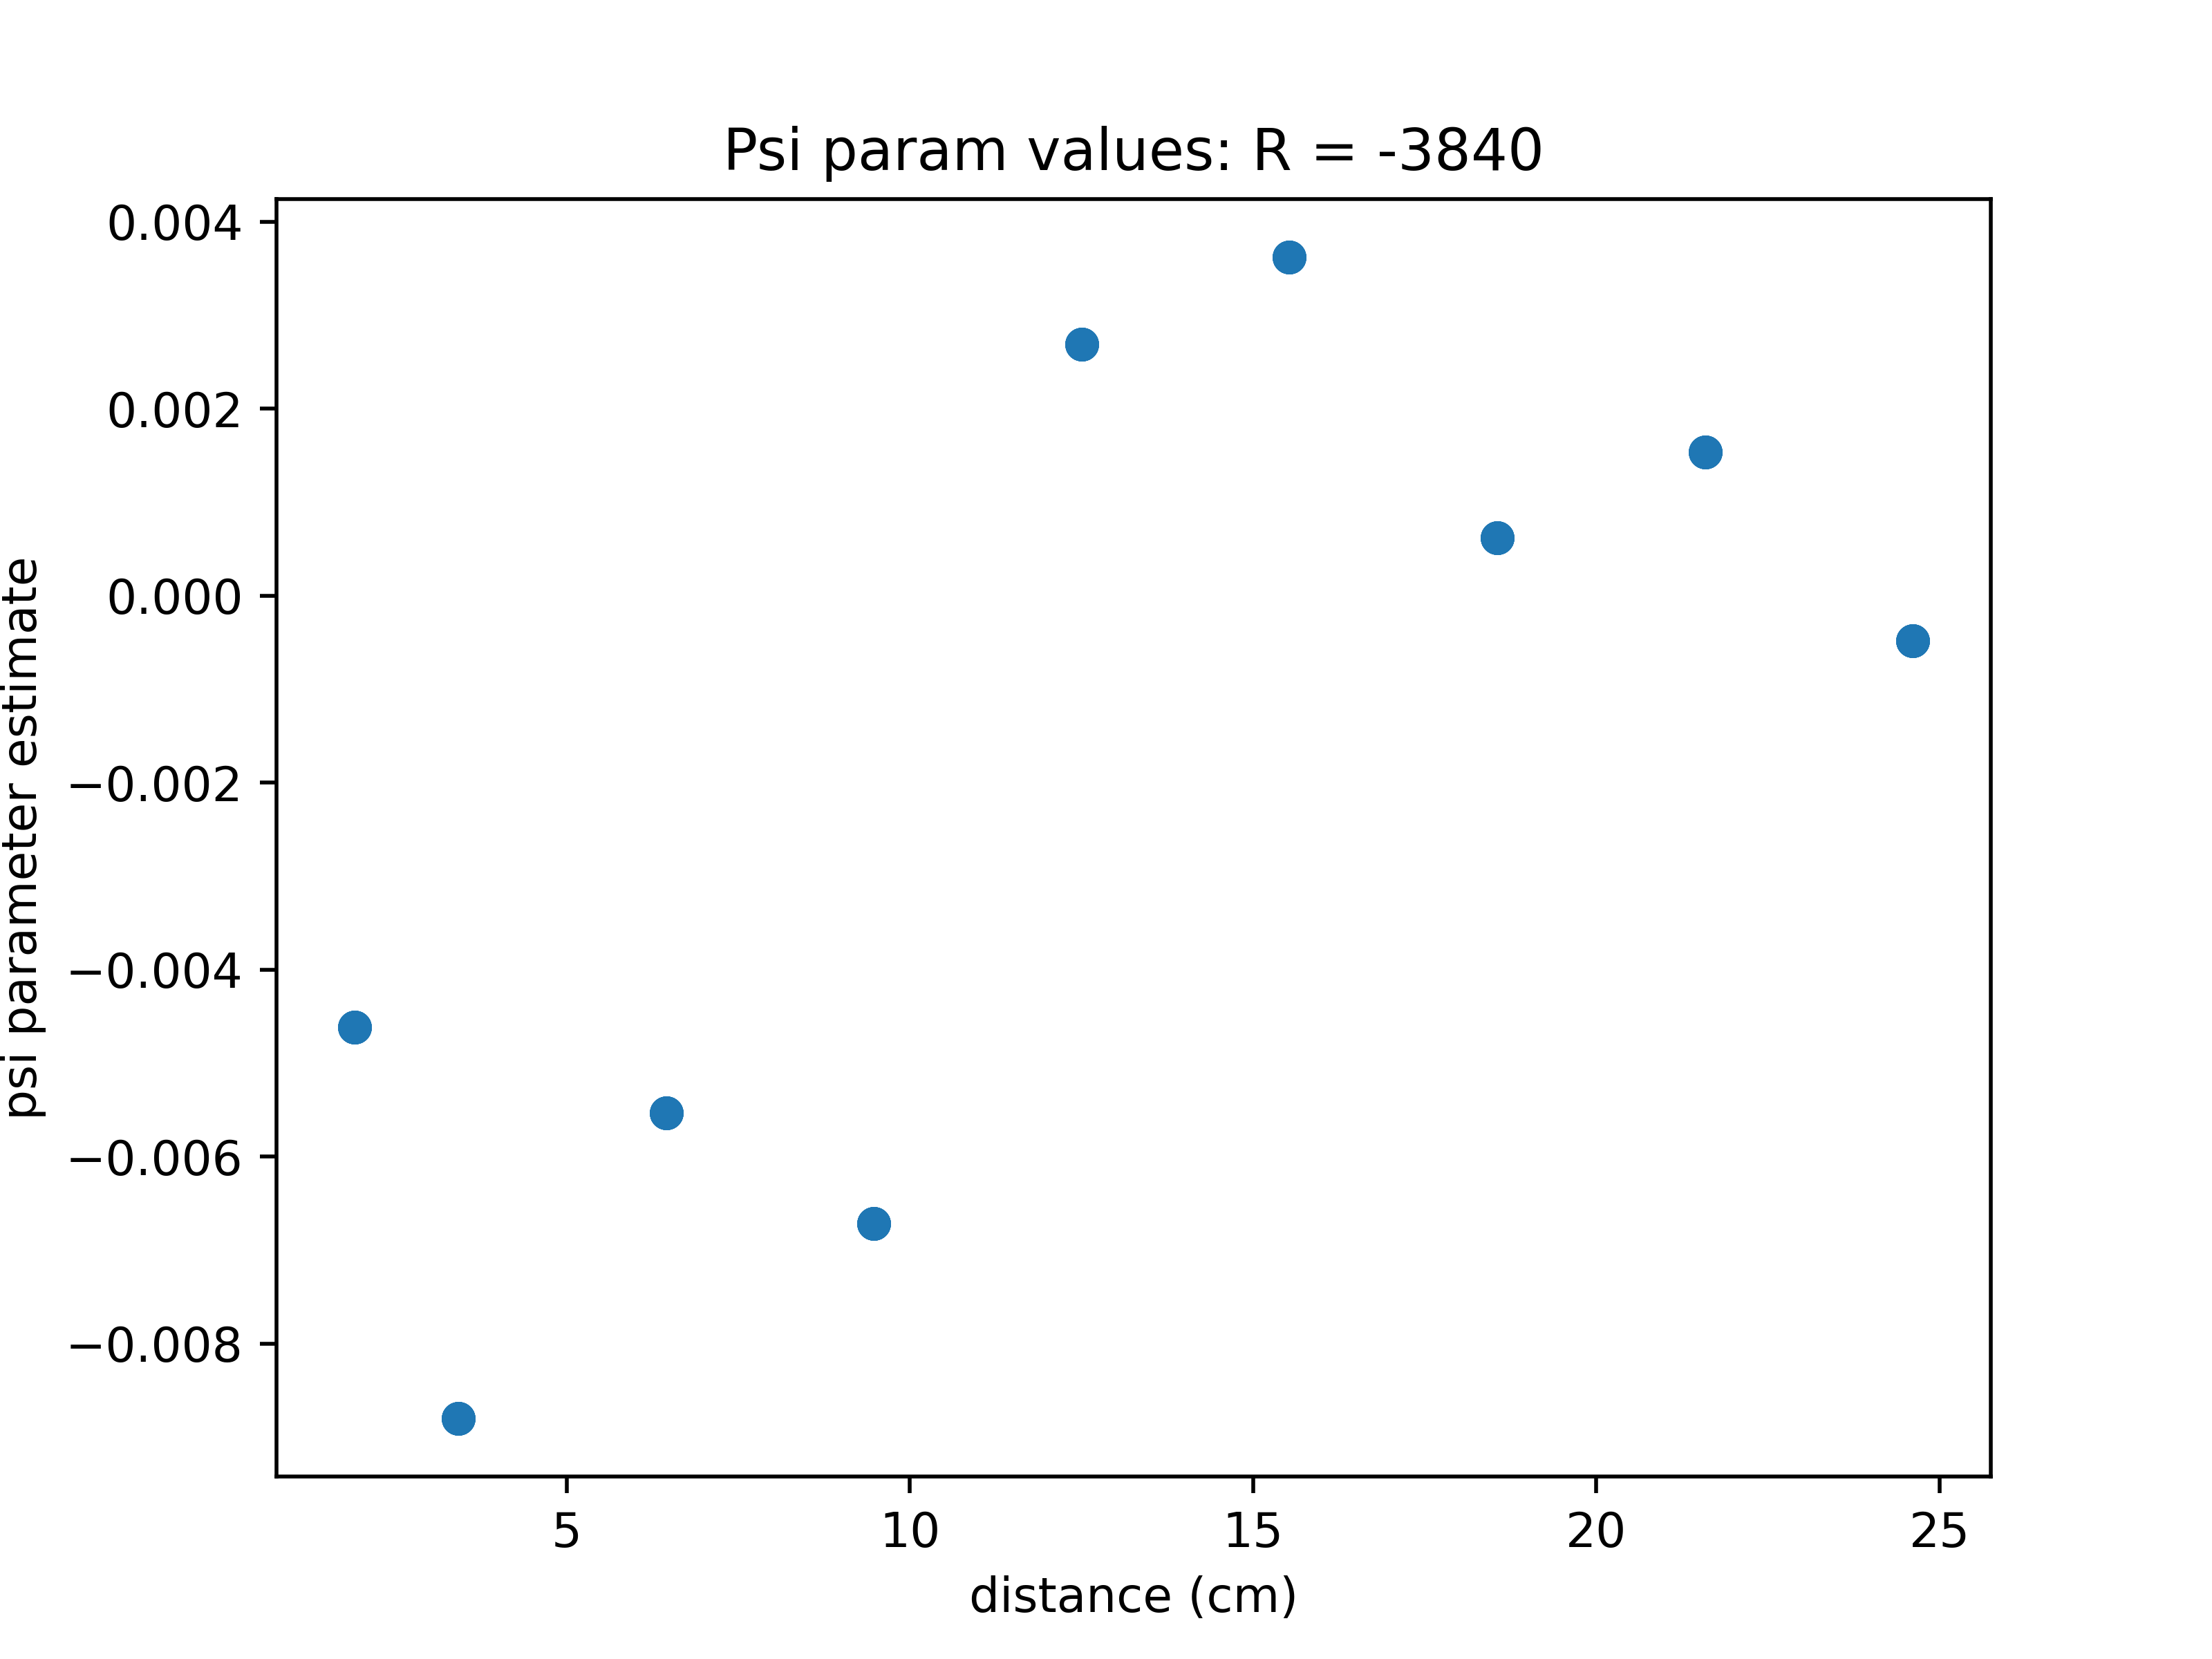 Psi param values: R = -3840
0.004
0.002
0.000
−0.002
−0.004
−0.006
−0.008
psi parameter estimate
5 10 15 20 25
distance (cm)